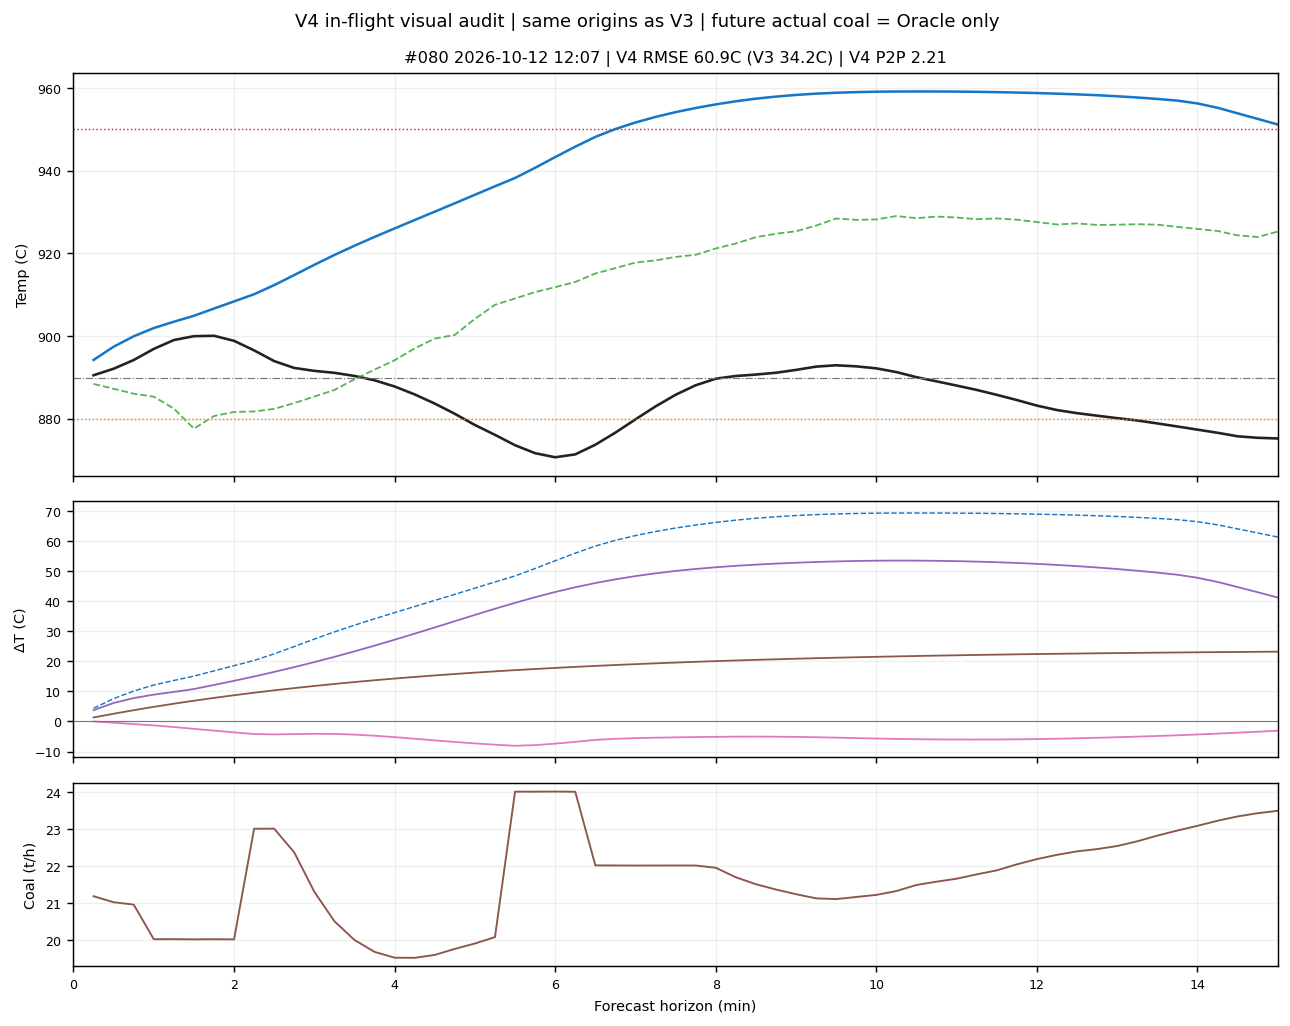 V4 in-flight visual audit | same origins as V3 | future actual coal = Oracle only
#080 2026-10-12 12:07 | V4 RMSE 60.9C (V3 34.2C) | V4 P2P 2.21
960
940
920
900
880
Temp (C)
70
60
50
40
30
20
10
0
−10
ΔT (C)
24
23
22
21
20
Coal (t/h)
0 2 4 6 8 10 12 14
Forecast horizon (min)